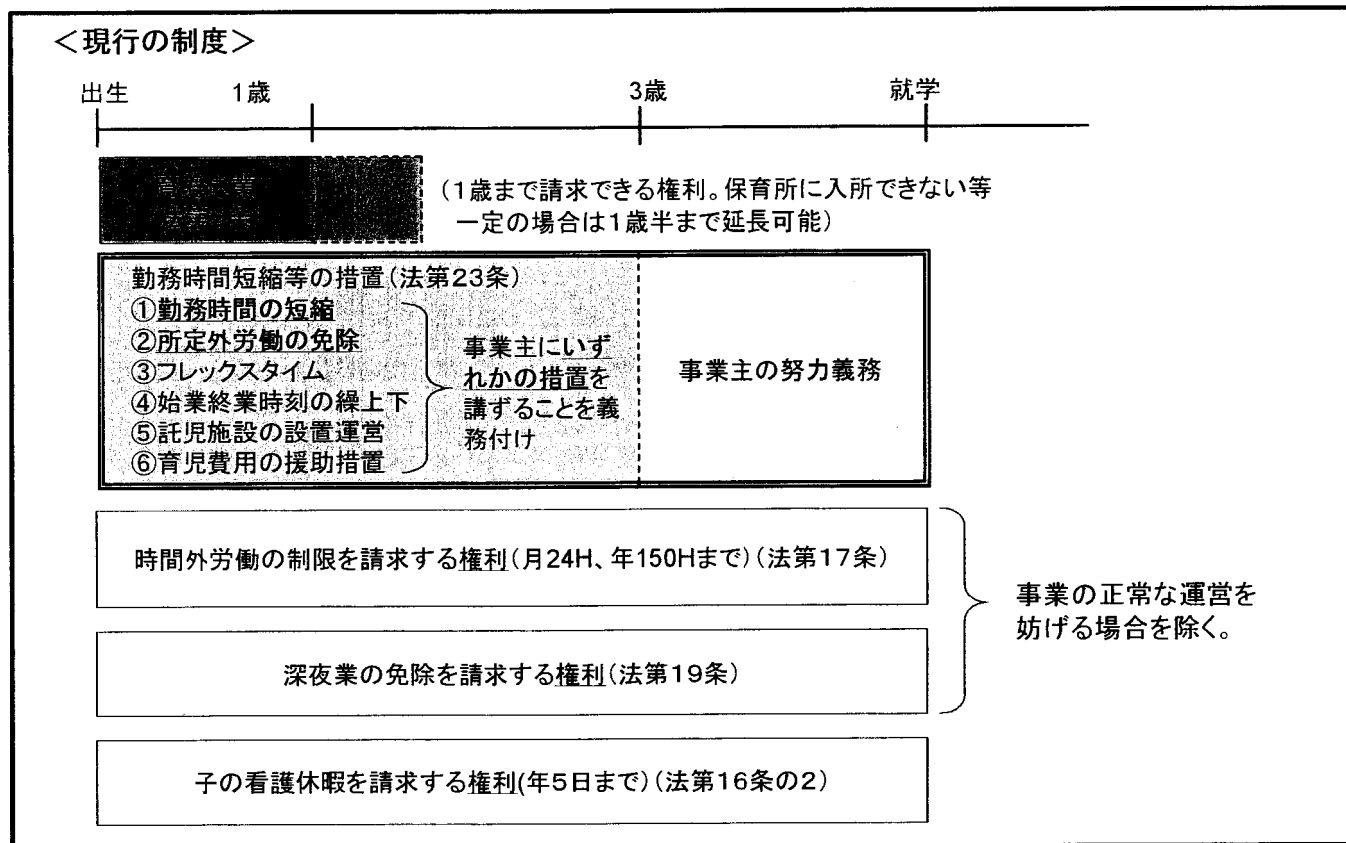 ＜現行の制度＞
出生
1歳
3歳
就学
（１歳まで請求できる権利。保育所に入所できない等
一定の場合は１歳半まで延長可能）
勤務時間短縮等の措置（法第２３条）
①勤務時間の短縮
②所定外労働の免除
③フレックスタイム
④始業終業時刻の繰上下
⑤託児施設の設置運営
⑥育児費用の援助措置
事業主にいず
れかの措置を
講ずることを義
務付け
事業主の努力義務
時間外労働の制限を請求する権利（月24H、年150Hまで）（法第１７条）
深夜業の免除を請求する権利（法第１９条）
事業の正常な運営を
妨げる場合を除く。
子の看護休暇を請求する権利(年５日まで）（法第１６条の２）